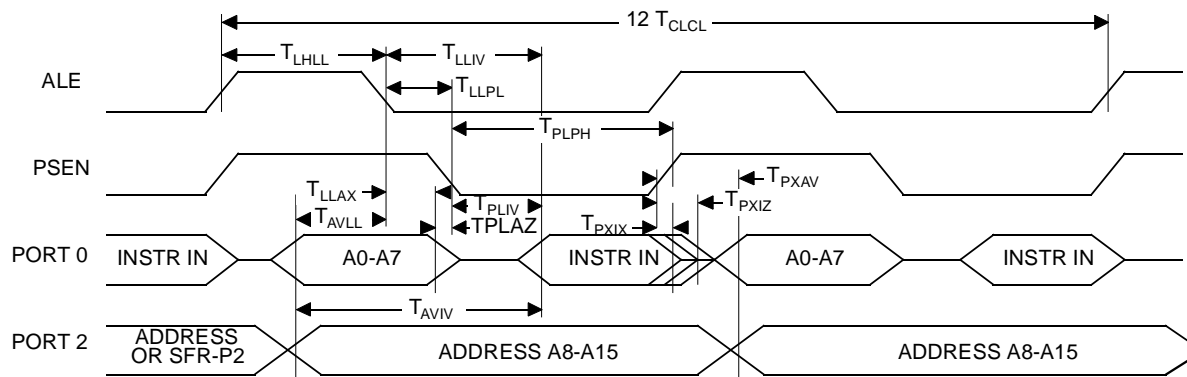 12 TCLCL
TLHLL TLLIV
ALE
TLLPL
TPLPH
PSEN
TLLAX TPXAV
TPLIV TPXIZ
TAVLL TPLAZ TPXIX
PORT 0 INSTR IN A0-A7 INSTR IN A0-A7 INSTR IN
TAVIV
PORT 2 ADDRESS OR SFR-P2 ADDRESS A8-A15 ADDRESS A8-A15